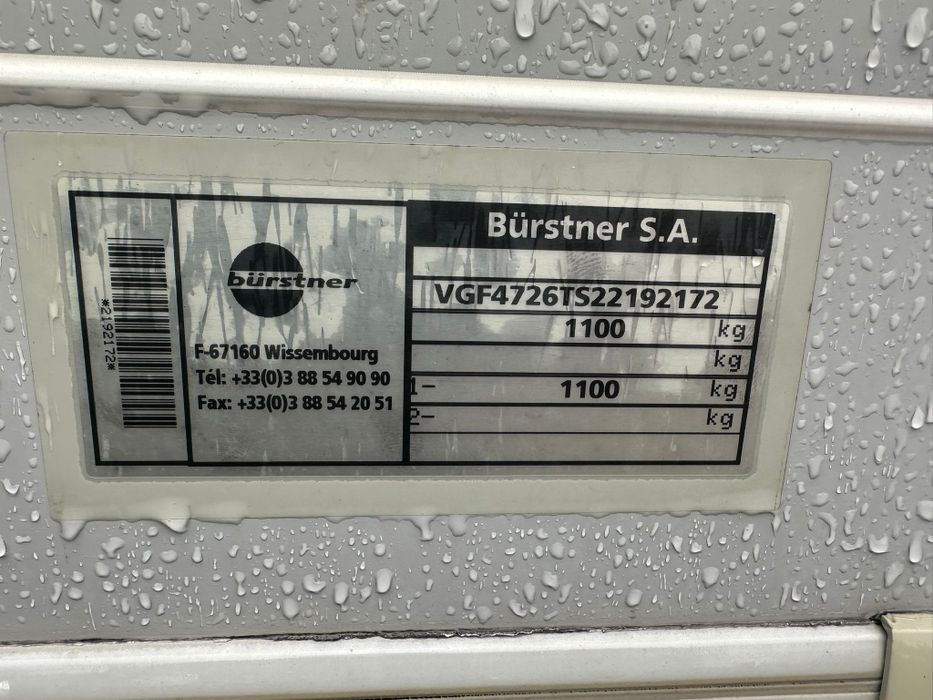 *2192172*
bürstner
F-67160 Wissembourg
Tél: +33(0)3 88 54 90 90
Fax: +33(0)3 88 54 20 51
Bürstner S.A.
VGF4726TS22192172
1100 kg
kg
1- 1100 kg
2- kg